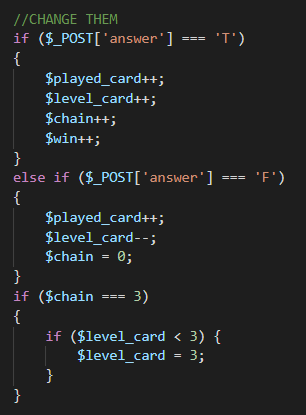 //CHANGE THEM
if ($_POST['answer'] === 'T')
{
    $played_card++;
    $level_card++;
    $chain++;
    $win++;
}
else if ($_POST['answer'] === 'F')
{
    $played_card++;
    $level_card--;
    $chain = 0;
}
if ($chain === 3)
{
    if ($level_card < 3) {
        $level_card = 3;
    }
}